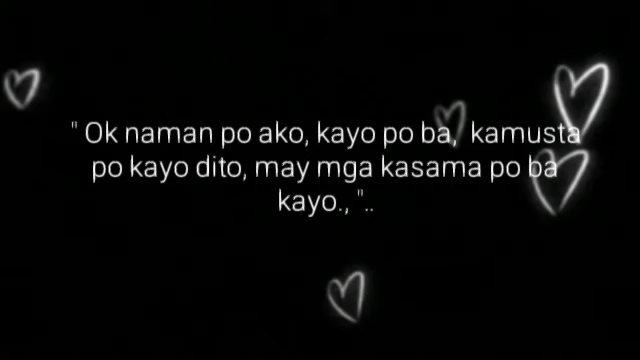 " Ok naman po ako, kayo po ba,  kamusta
po kayo dito, may mga kasama po ba
kayo., "..